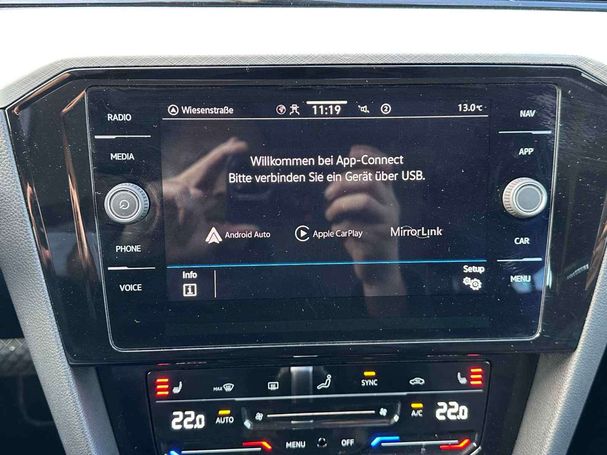 RADIO
MEDIA
PHONE
VOICE
Wiesenstraße 11:19 2 13.0 °C
Willkommen bei App-Connect
Bitte verbinden Sie ein Gerät über USB.
Android Auto Apple CarPlay MirrorLink
Info Setup
NAV
APP
CAR
MENU
MAX SYNC
22.0 AUTO A/C 22.0
MENU OFF